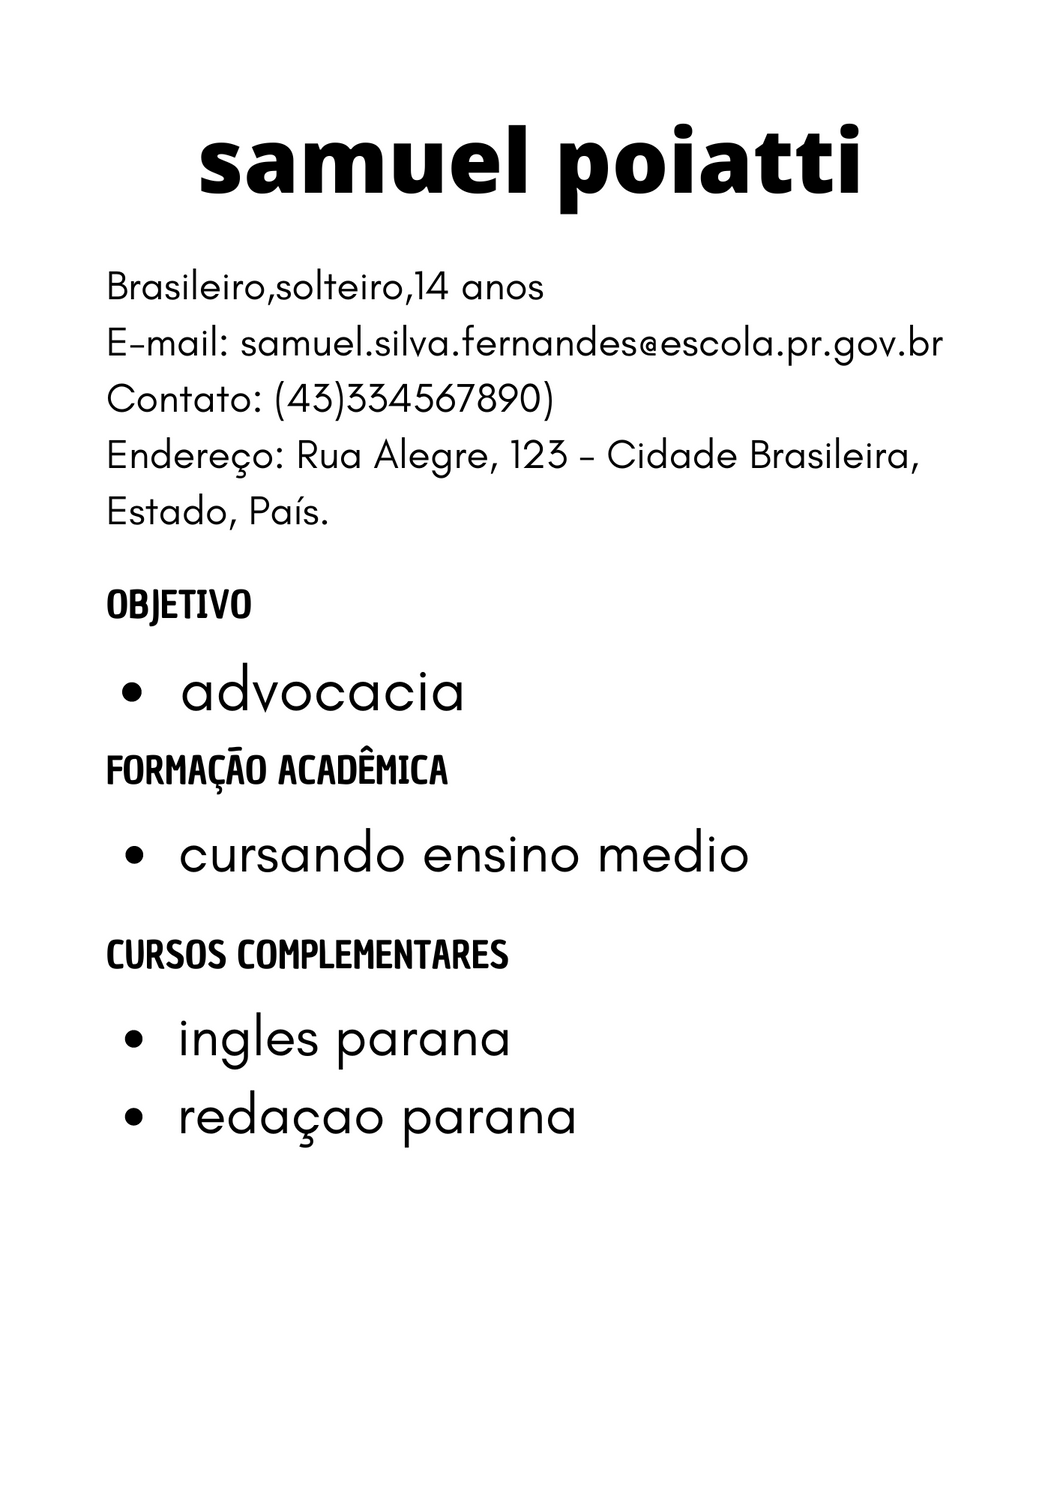 samuel poiatti
Brasileiro,solteiro,14 anos
E-mail: samuel.silva.fernandes@escola.pr.gov.br
Contato: (43)334567890)
Endereço: Rua Alegre, 123 - Cidade Brasileira,
Estado, País.
OBJETIVO
• advocacia
FORMAÇÃO ACADÊMICA
• cursando ensino medio
CURSOS COMPLEMENTARES
• ingles parana
• redaçao parana